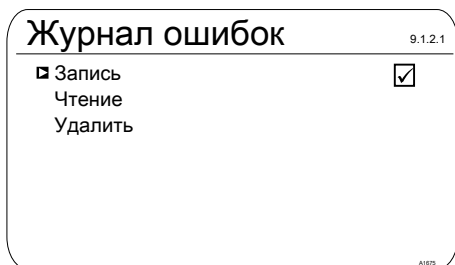 Журнал ошибок 9.1.2.1
Запись
Чтение
Удалить
A1675